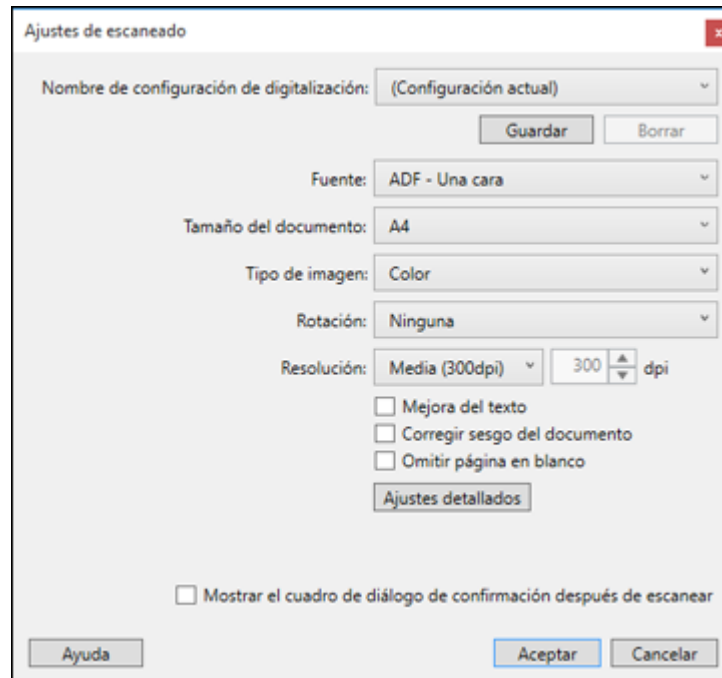 Ajustes de escaneado
x
Nombre de configuración de digitalización: (Configuración actual)
Guardar Borrar
Fuente: ADF - Una cara
Tamaño del documento: A4
Tipo de imagen: Color
Rotación: Ninguna
Resolución: Media (300dpi) 300 dpi
Mejora del texto
Corregir sesgo del documento
Omitir página en blanco
Ajustes detallados
Mostrar el cuadro de diálogo de confirmación después de escanear
Ayuda Aceptar Cancelar